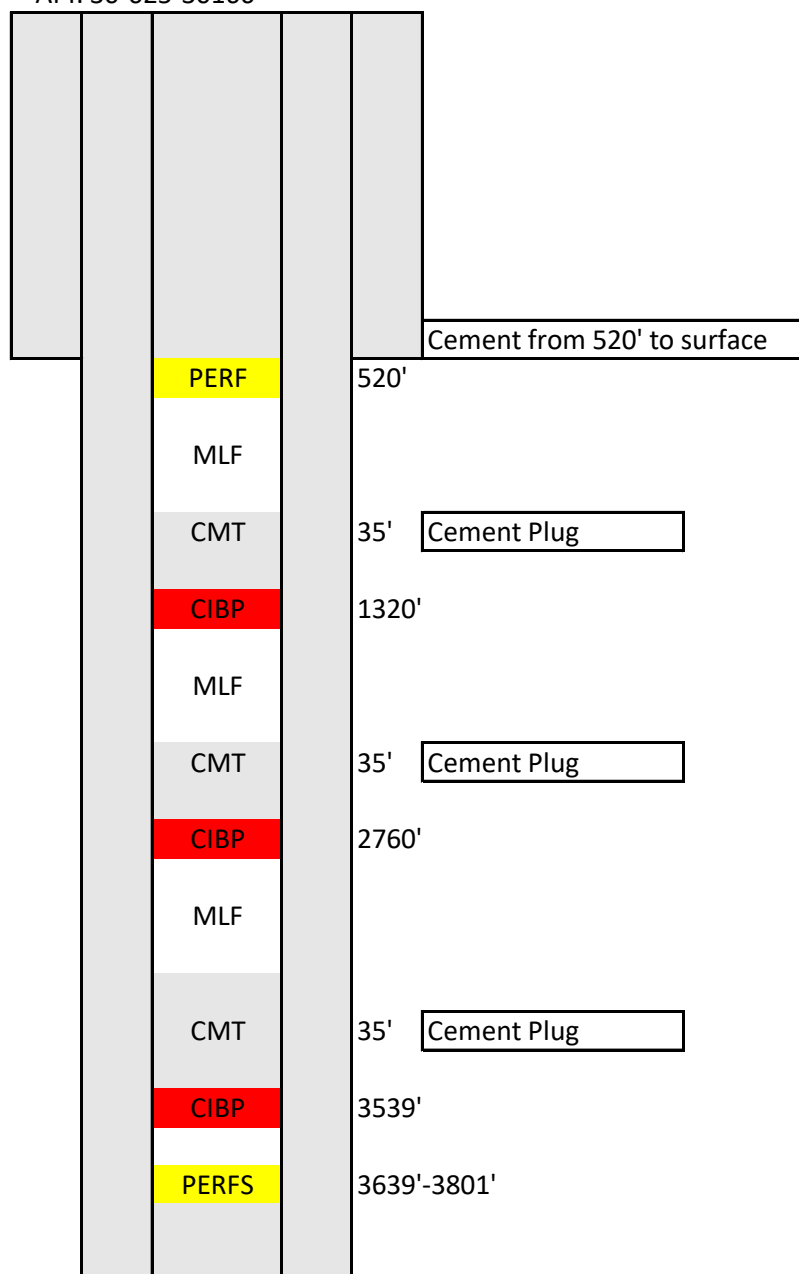 Cement from 520' to surface
PERF 520'
MLF
CMT 35' Cement Plug
CIBP 1320'
MLF
CMT 35' Cement Plug
CIBP 2760'
MLF
CMT 35' Cement Plug
CIBP 3539'
PERFS 3639'-3801'